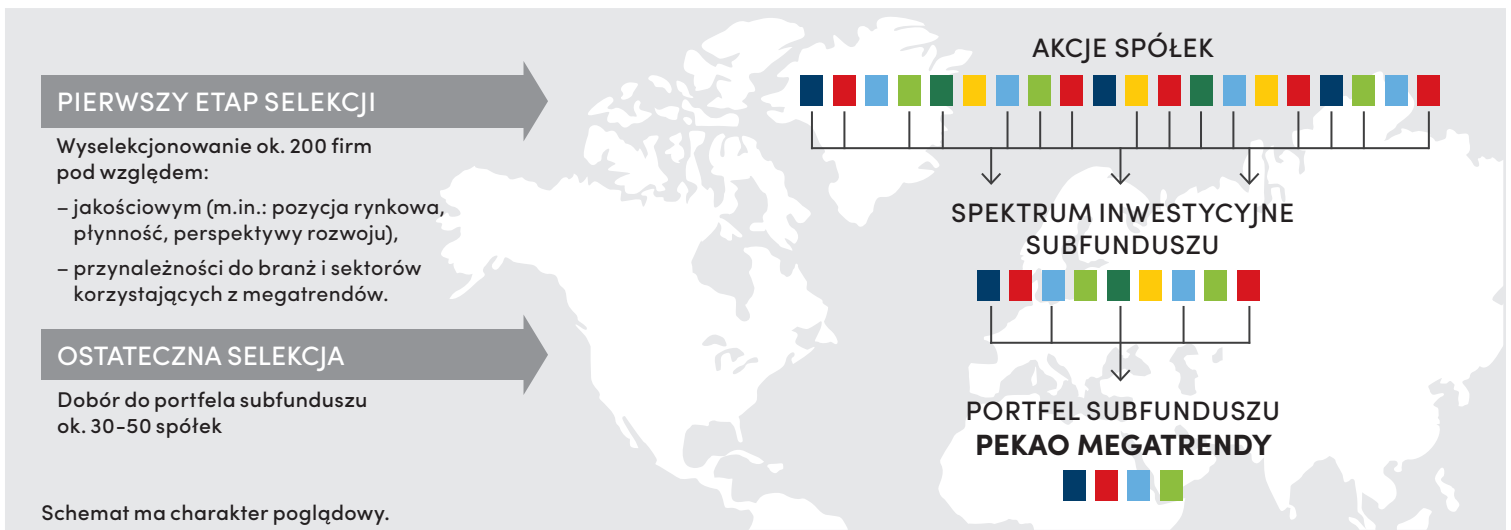 PIERWSZY ETAP SELEKCJI
Wyselekcjonowanie ok. 200 firm
pod względem:
– jakościowym (m.in.: pozycja rynkowa,
płynność, perspektywy rozwoju),
– przynależności do branż i sektorów
korzystających z megatrendów.
OSTATECZNA SELEKCJA
Dobór do portfela subfunduszu
ok. 30-50 spółek
Schemat ma charakter poglądowy.
AKCJE SPÓŁEK
SPEKTRUM INWESTYCYJNE
SUBFUNDUSZU
PORTFEL SUBFUNDUSZU
PEKAO MEGATRENDY